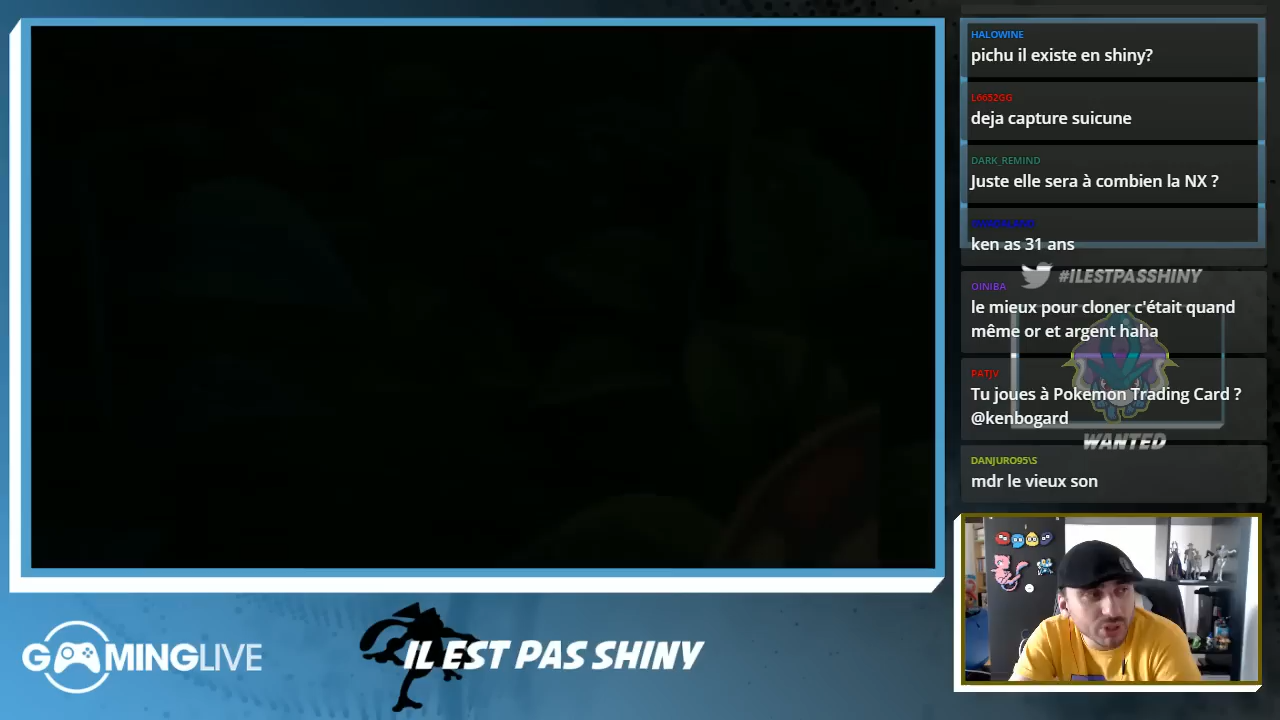 HALOWINE
pichu il existe en shiny?
L6652GG
deja capture suicune
DARK_REMIND
Juste elle sera à combien la NX ?
ken as 31 ans
#ILESTPASSHINY
OINIBA
le mieux pour cloner c'était quand
même or et argent haha
PATJV
Tu joues à Pokemon Trading Card ?
@kenbogard
WANTED
DANJURO95\S
mdr le vieux son
GAMINGLIVE
IL EST PAS SHINY